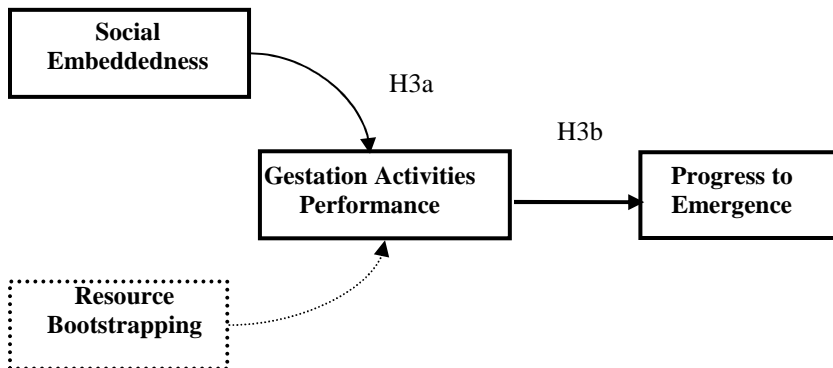 Social
Embeddedness
H3a
H3b
Gestation Activities
Performance
Progress to
Emergence
Resource
Bootstrapping